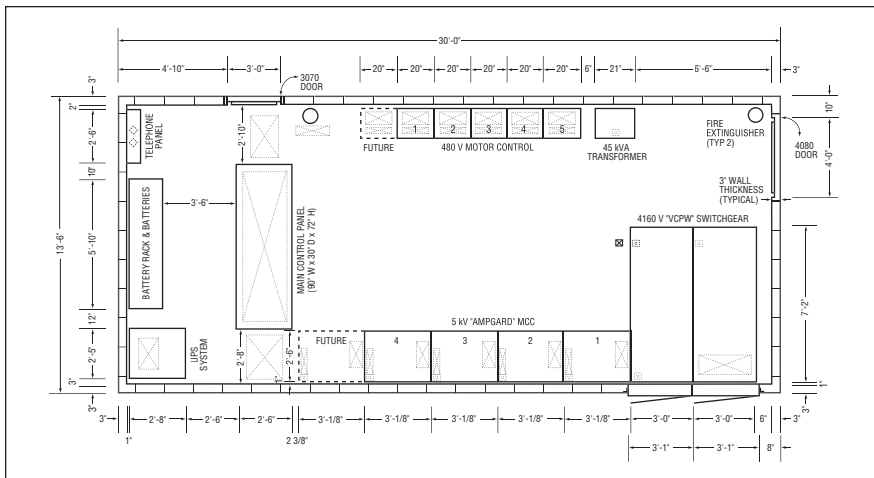 30'-0"
4'-10"
3'-0"
3070
DOOR
20"
20"
20"
20"
20"
20"
6"
21"
6'-6"
3"
3"
2"
2'-6"
10"
5'-10"
12"
2'-5"
3"
3"
13'-6"
TELEPHONE
PANEL
2'-10"
FUTURE
1
2
3
4
5
480 V MOTOR CONTROL
45 kVA
TRANSFORMER
FIRE
EXTINGUISHER
(TYP 2)
10"
4080
DOOR
4'-0"
3" WALL
THICKNESS
(TYPICAL)
BATTERY RACK & BATTERIES
3'-6"
MAIN CONTROL PANEL
(90" W x 30" D x 72" H)
4160 V "VCPW" SWITCHGEAR
7'-2"
5 kV "AMPGARD" MCC
UPS
SYSTEM
2'-8"
2'-6"
1"
FUTURE
4
3
2
1
1"
3"
3"
2'-8"
2'-6"
2'-6"
3'-1/8"
3'-1/8"
3'-1/8"
3'-1/8"
3'-1/8"
3'-0"
3'-0"
6"
3"
1"
2 3/8"
3'-1"
3'-1"
8"